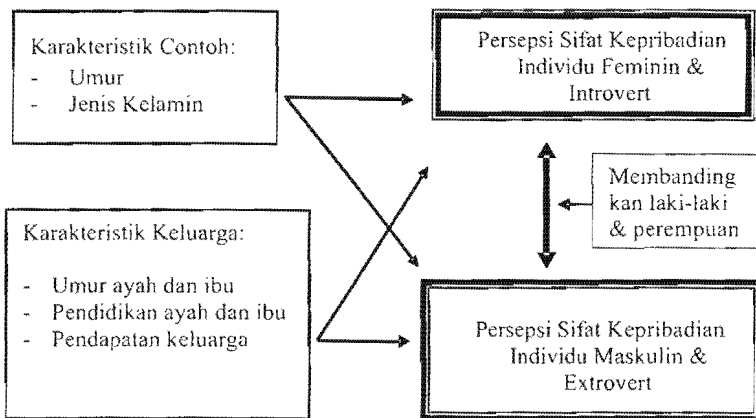 Karakteristik Contoh:
- Umur
- Jenis Kelamin
Persepsi Sifat Kepribadian
Individu Feminin &
Introvert
Membanding
kan laki-laki
& perempuan
Karakteristik Keluarga:
- Umur ayah dan ibu
- Pendidikan ayah dan ibu
- Pendapatan keluarga
Persepsi Sifat Kepribadian
Individu Maskulin &
Extrovert